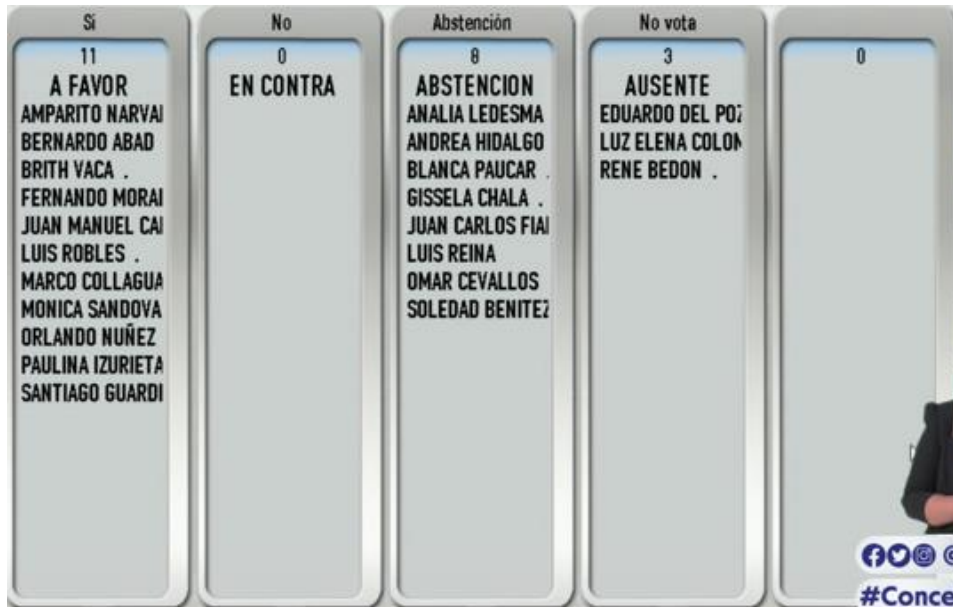 Sí
11
A FAVOR
AMPARITO NARVAI
BERNARDO ABAD
BRITH VACA .
FERNANDO MORAI
JUAN MANUEL CAI
LUIS ROBLES .
MARCO COLLAGUA
MONICA SANDOVA
ORLANDO NUÑEZ
PAULINA IZURIETA
SANTIAGO GUARDI
No
0
EN CONTRA
Abstención
8
ABSTENCION
ANALIA LEDESMA
ANDREA HIDALGO
BLANCA PAUCAR .
GISSELA CHALA .
JUAN CARLOS FIAI
LUIS REINA
OMAR CEVALLOS
SOLEDAD BENITEZ
No vota
3
AUSENTE
EDUARDO DEL POZ
LUZ ELENA COLON
RENE BEDON .
0
#Conce